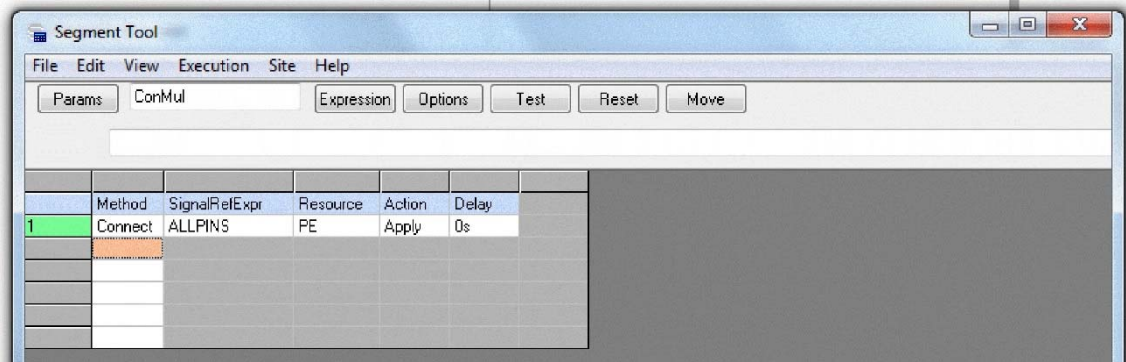 Segment Tool
File Edit View Execution Site Help
Params ConMul Expression Options Test Reset Move
Method SignalRefExpr Resource Action Delay
1 Connect ALLPINS PE Apply 0s